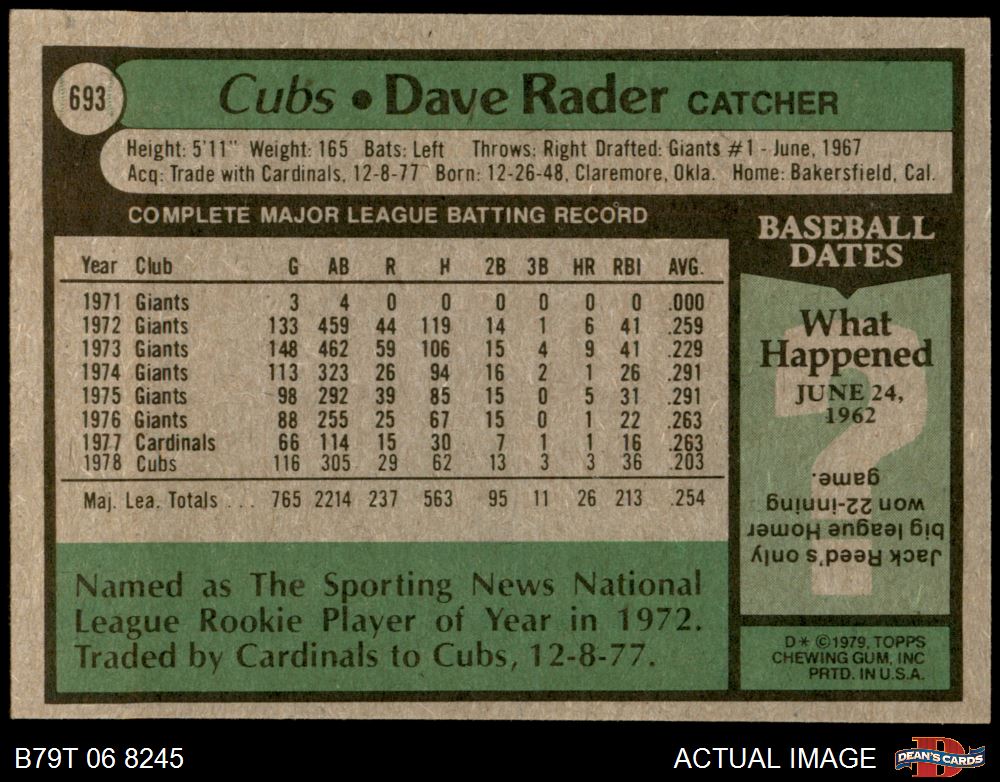 693
Cubs • Dave Rader CATCHER
Height: 5'11" Weight: 165 Bats: Left Throws: Right Drafted: Giants #1 - June, 1967
Acq: Trade with Cardinals, 12-8-77 Born: 12-26-48, Claremore, Okla. Home: Bakersfield, Cal.
COMPLETE MAJOR LEAGUE BATTING RECORD
Year Club G AB R H 2B 3B HR RBI AVG.
1971 Giants 3 4 0 0 0 0 0 0 .000
1972 Giants 133 459 44 119 14 1 6 41 .259
1973 Giants 148 462 59 106 15 4 9 41 .229
1974 Giants 113 323 26 94 16 2 1 26 .291
1975 Giants 98 292 39 85 15 0 5 31 .291
1976 Giants 88 255 25 67 15 0 1 22 .263
1977 Cardinals 66 114 15 30 7 1 1 16 .263
1978 Cubs 116 305 29 62 13 3 3 36 .203
Maj. Lea. Totals . . . 765 2214 237 563 95 11 26 213 .254
Named as The Sporting News National
League Rookie Player of Year in 1972.
Traded by Cardinals to Cubs, 12-8-77.
BASEBALL
DATES
What
Happened
JUNE 24,
1962
Jack Reed's only
big league Homer
won 22-inning
game.
D* ©1979, TOPPS
CHEWING GUM, INC
PRTD. IN U.S.A.
B79T 06 8245
ACTUAL IMAGE
DEAN'S CARDS